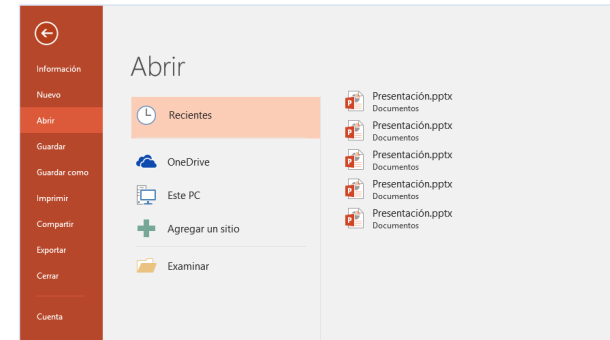 Información
Nuevo
Abrir
Guardar
Guardar como
Imprimir
Compartir
Exportar
Cerrar
Cuenta
Abrir
Recientes
OneDrive
Este PC
Agregar un sitio
Examinar
Presentación.pptx
Documentos
Presentación.pptx
Documentos
Presentación.pptx
Documentos
Presentación.pptx
Documentos
Presentación.pptx
Documentos